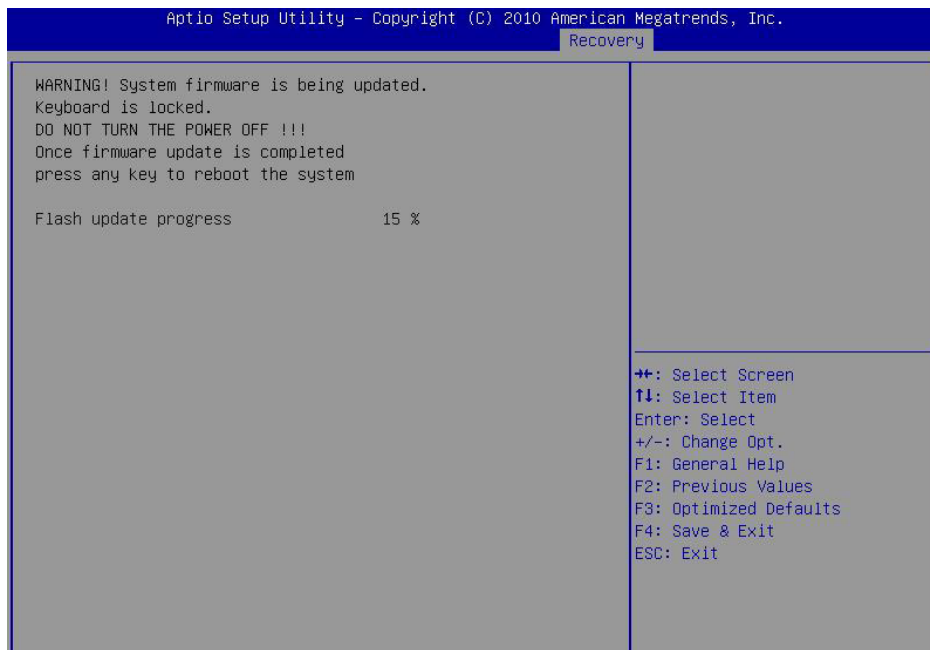 Aptio Setup Utility – Copyright (C) 2010 American Megatrends, Inc.
Recovery
WARNING! System firmware is being updated.
Keyboard is locked.
DO NOT TURN THE POWER OFF !!!
Once firmware update is completed
press any key to reboot the system
Flash update progress 15 %
→←: Select Screen
↑↓: Select Item
Enter: Select
+/-: Change Opt.
F1: General Help
F2: Previous Values
F3: Optimized Defaults
F4: Save & Exit
ESC: Exit